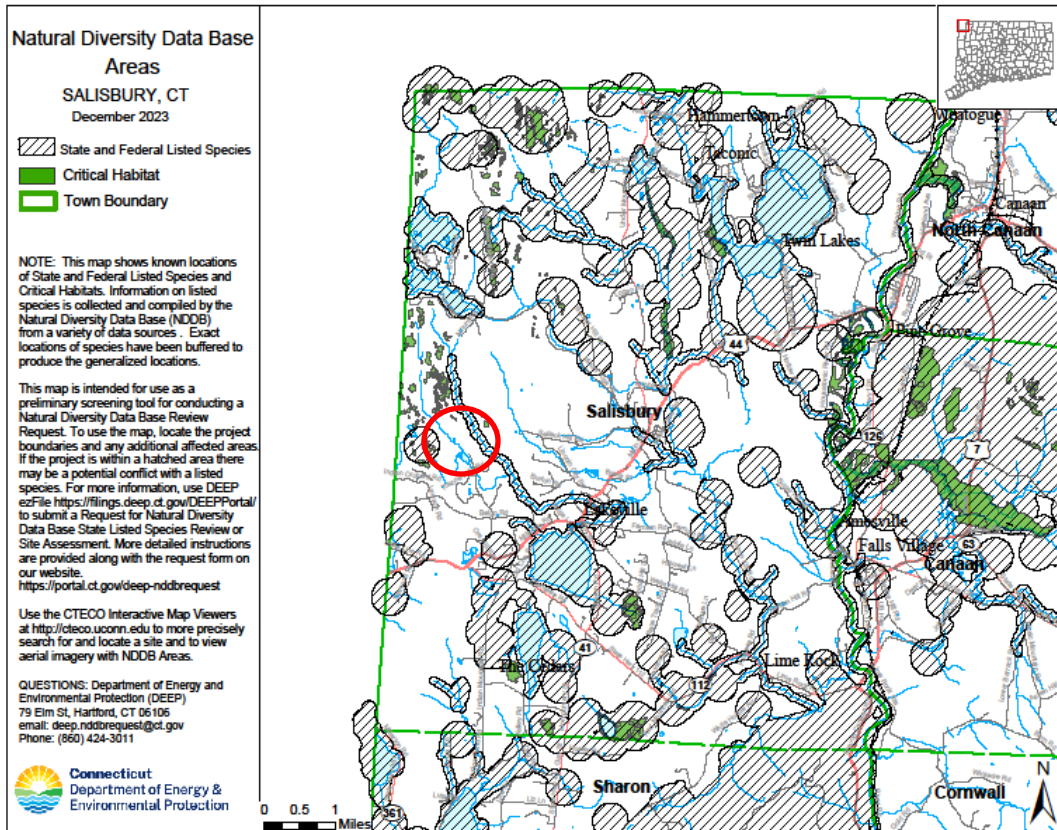 Natural Diversity Data Base
Areas
SALISBURY, CT
December 2023
State and Federal Listed Species
Critical Habitat
Town Boundary
NOTE: This map shows known locations
of State and Federal Listed Species and
Critical Habitats. Information on listed
species is collected and compiled by the
Natural Diversity Data Base (NDDB)
from a variety of data sources . Exact
locations of species have been buffered to
produce the generalized locations.
This map is intended for use as a
preliminary screening tool for conducting a
Natural Diversity Data Base Review
Request. To use the map, locate the project
boundaries and any additional affected areas.
If the project is within a hatched area there
may be a potential conflict with a listed
species. For more information, use DEEP
ezFile https://filings.deep.ct.gov/DEEPPortal/
to submit a Request for Natural Diversity
Data Base State Listed Species Review or
Site Assessment. More detailed instructions
are provided along with the request form on
our website.
https://portal.ct.gov/deep-nddbrequest
Use the CTECO Interactive Map Viewers
at http://cteco.uconn.edu to more precisely
search for and locate a site and to view
aerial imagery with NDDB Areas.
QUESTIONS: Department of Energy and
Environmental Protection (DEEP)
79 Elm St, Hartford, CT 06106
email: deep.nddbrequest@ct.gov
Phone: (860) 424-3011
Connecticut
Department of Energy &
Environmental Protection
Hammertown
Weatogue
Taconic
Canaan
North Canaan
Twin Lakes
Pine Grove
44
Salisbury
126
7
Lakeville
Amesville
Falls Village
63
Canaan
41
The Cedars
Lime Rock
112
Sharon
Cornwall
361
N
0 0.5 1
Miles